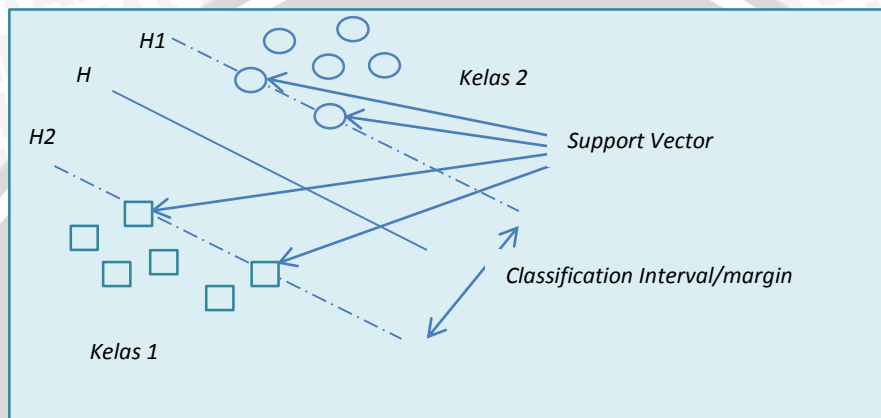 H1
Kelas 2
H
H2
Support Vector
Classification Interval/margin
Kelas 1